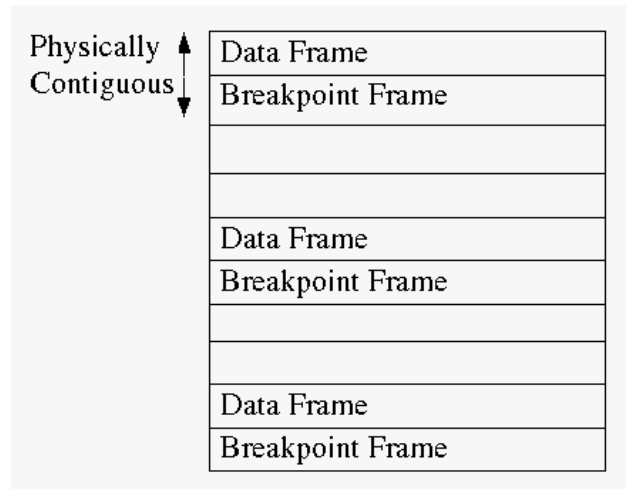 Physically
Contiguous
Data Frame
Breakpoint Frame
Data Frame
Breakpoint Frame
Data Frame
Breakpoint Frame